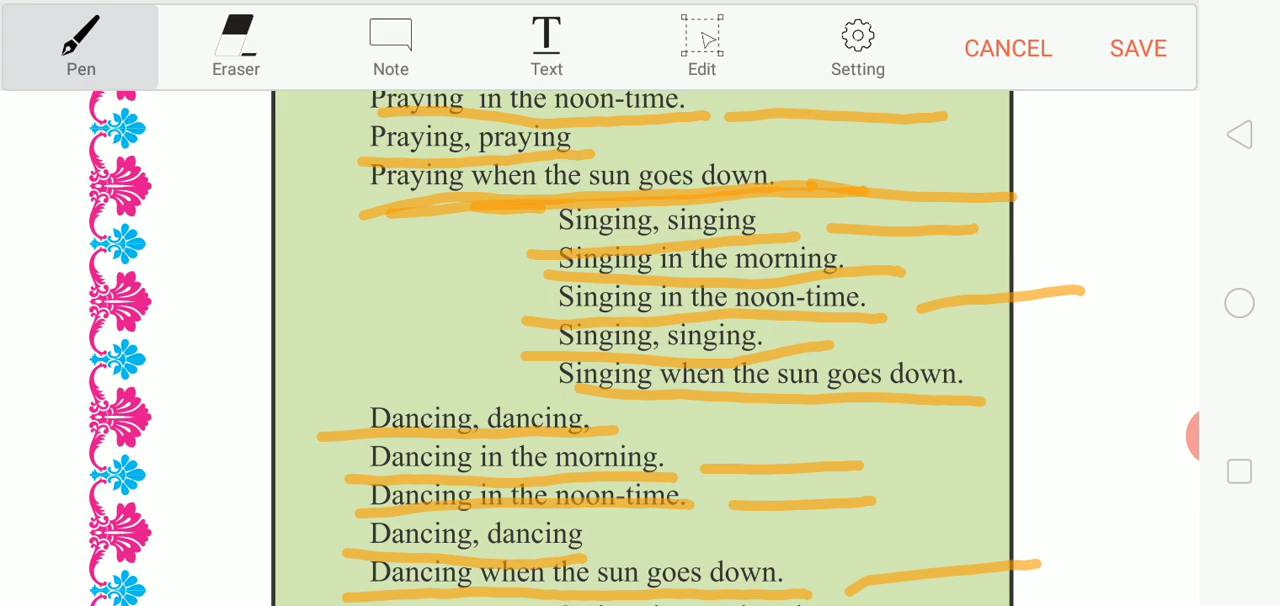 Pen
Eraser
Note
Text
Edit
Setting
CANCEL
SAVE
Praying in the noon-time.
Praying, praying
Praying when the sun goes down.
Singing, singing
Singing in the morning.
Singing in the noon-time.
Singing, singing.
Singing when the sun goes down.
Dancing, dancing,
Dancing in the morning.
Dancing in the noon-time.
Dancing, dancing
Dancing when the sun goes down.